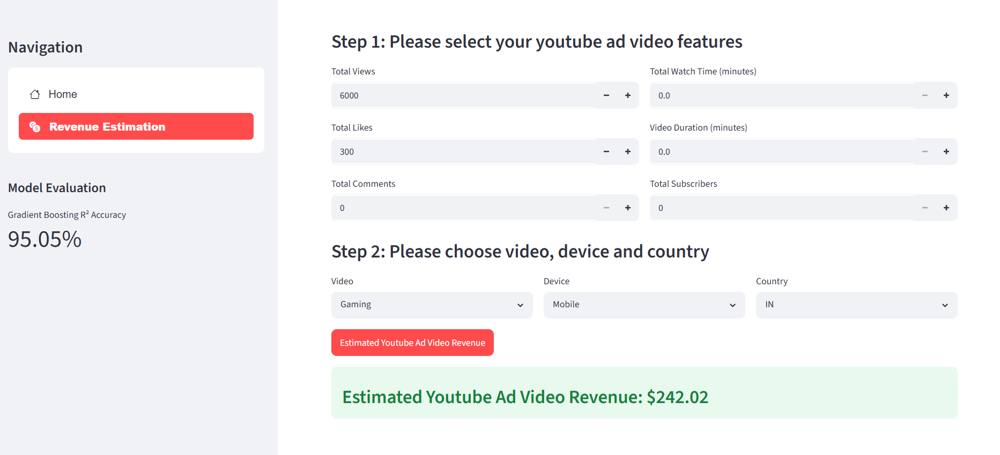 Navigation
Home
Revenue Estimation
Model Evaluation
Gradient Boosting R² Accuracy
95.05%
Step 1: Please select your youtube ad video features
Total Views
6000
Total Watch Time (minutes)
0.0
Total Likes
300
Video Duration (minutes)
0.0
Total Comments
0
Total Subscribers
0
Step 2: Please choose video, device and country
Video
Gaming
Device
Mobile
Country
IN
Estimated Youtube Ad Video Revenue
Estimated Youtube Ad Video Revenue: $242.02